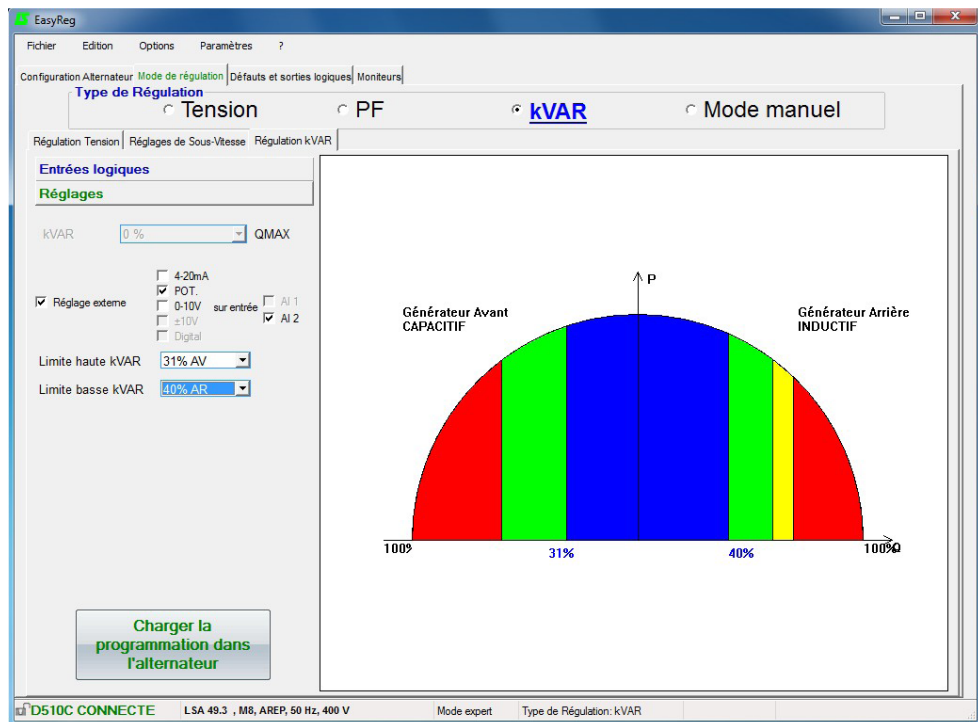 EasyReg
Fichier Edition Options Paramètres ?
Configuration Alternateur Mode de régulation Défauts et sorties logiques Moniteurs
Type de Régulation
Tension PF kVAR Mode manuel
Régulation Tension Réglages de Sous-Vitesse Régulation kVAR
Entrées logiques
Réglages
kVAR 0 % QMAX
4-20mA
Réglage externe POT.
0-10V sur entrée AI 1
±10V AI 2
Digital
Limite haute kVAR 31% AV
Limite basse kVAR 40% AR
Charger la
programmation dans
l'alternateur
P
Générateur Avant
CAPACITIF
Générateur Arrière
INDUCTIF
100% 31% 40% 100% Q
D510C CONNECTE LSA 49.3 , M8, AREP, 50 Hz, 400 V Mode expert Type de Régulation: kVAR